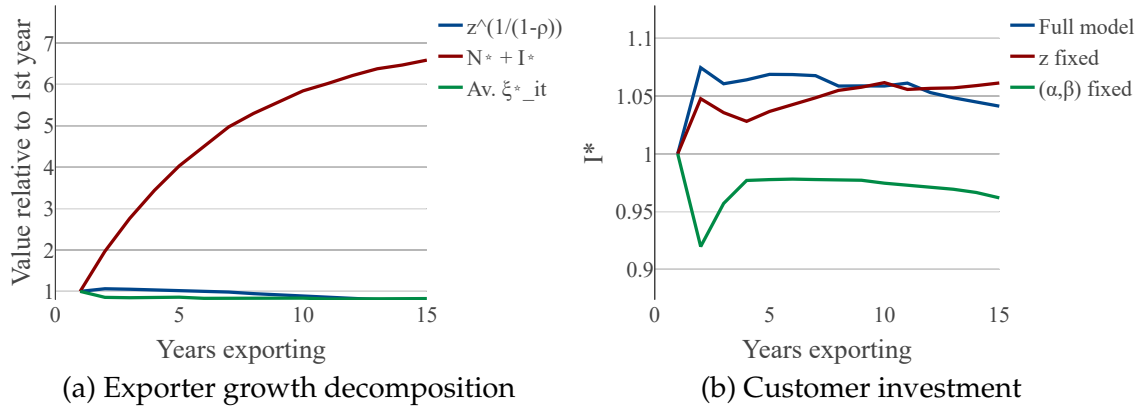 Value relative to 1st year
7
6
5
4
3
2
1
0
5
10
15
Years exporting
z^(1/(1-ρ))
N* + I*
Av. ξ*_it
(a) Exporter growth decomposition
I*
1.1
1.05
1
0.95
0.9
0
5
10
15
Years exporting
Full model
z fixed
(α,β) fixed
(b) Customer investment